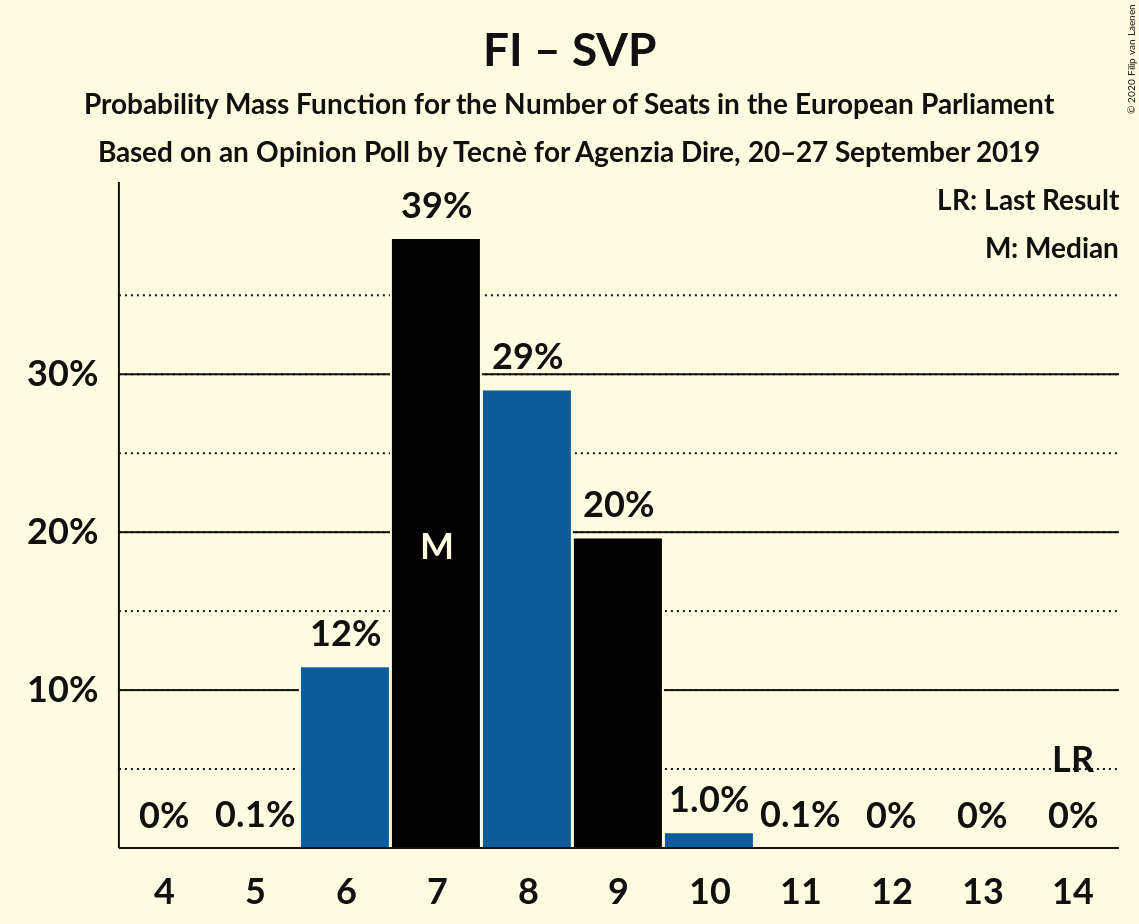 FI – SVP
Probability Mass Function for the Number of Seats in the European Parliament
Based on an Opinion Poll by Tecnè for Agenzia Dire, 20–27 September 2019
© 2020 Filip van Laenen
LR: Last Result
M: Median
39%
30%
29%
20%
20%
M
12%
10%
LR
0%
0.1%
1.0%
0.1%
0%
0%
0%
4 5 6 7 8 9 10 11 12 13 14